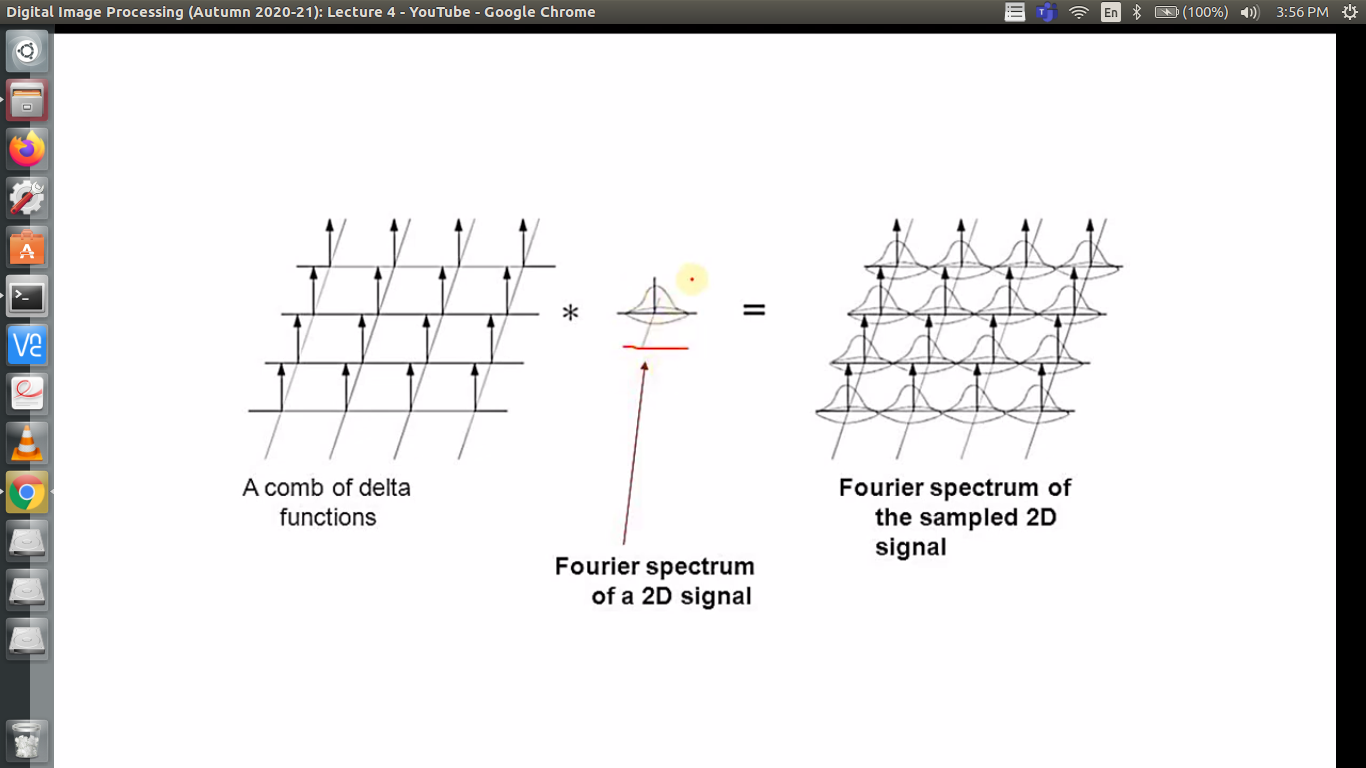 Digital Image Processing (Autumn 2020-21): Lecture 4 - YouTube - Google Chrome
En
(100%)
3:56 PM
*
=
A comb of delta
functions
Fourier spectrum
of a 2D signal
Fourier spectrum of
the sampled 2D
signal